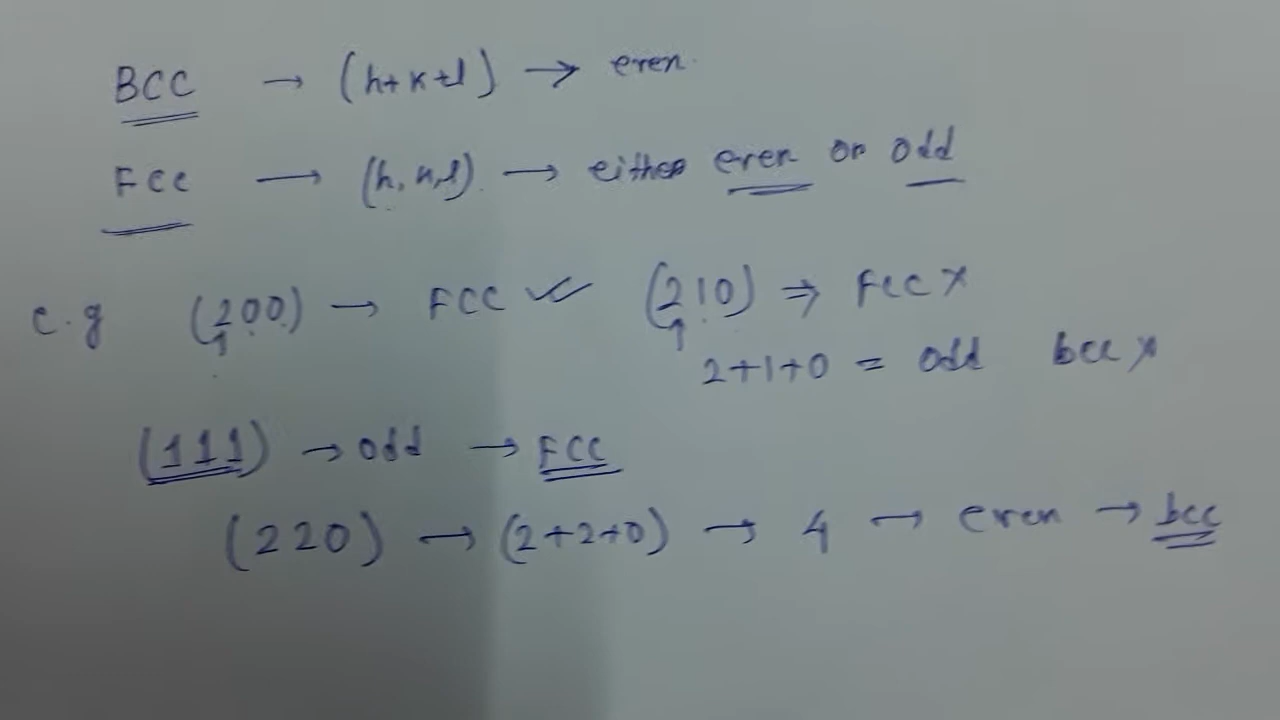 BCC → (h+k+l) → even
FCC → (h,k,l) → either even or odd
e.g (200) → FCC ✓ (210) ⇒ FCC ×
2+1+0 = odd bcc ×
(111) → odd → FCC
(220) → (2+2+0) → 4 → even → bcc